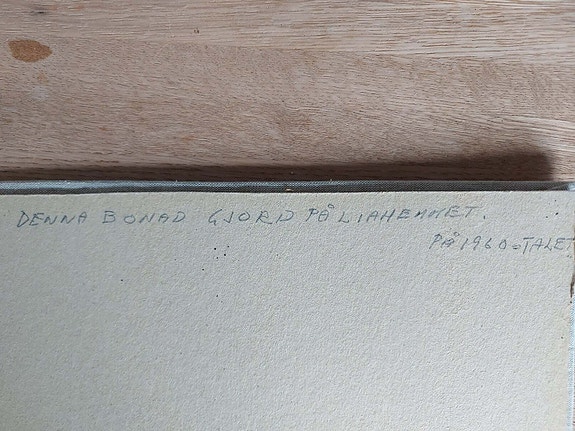 DENNA BONAD GJORD PÅ LIAHEMMET.
PÅ 1960-TALET